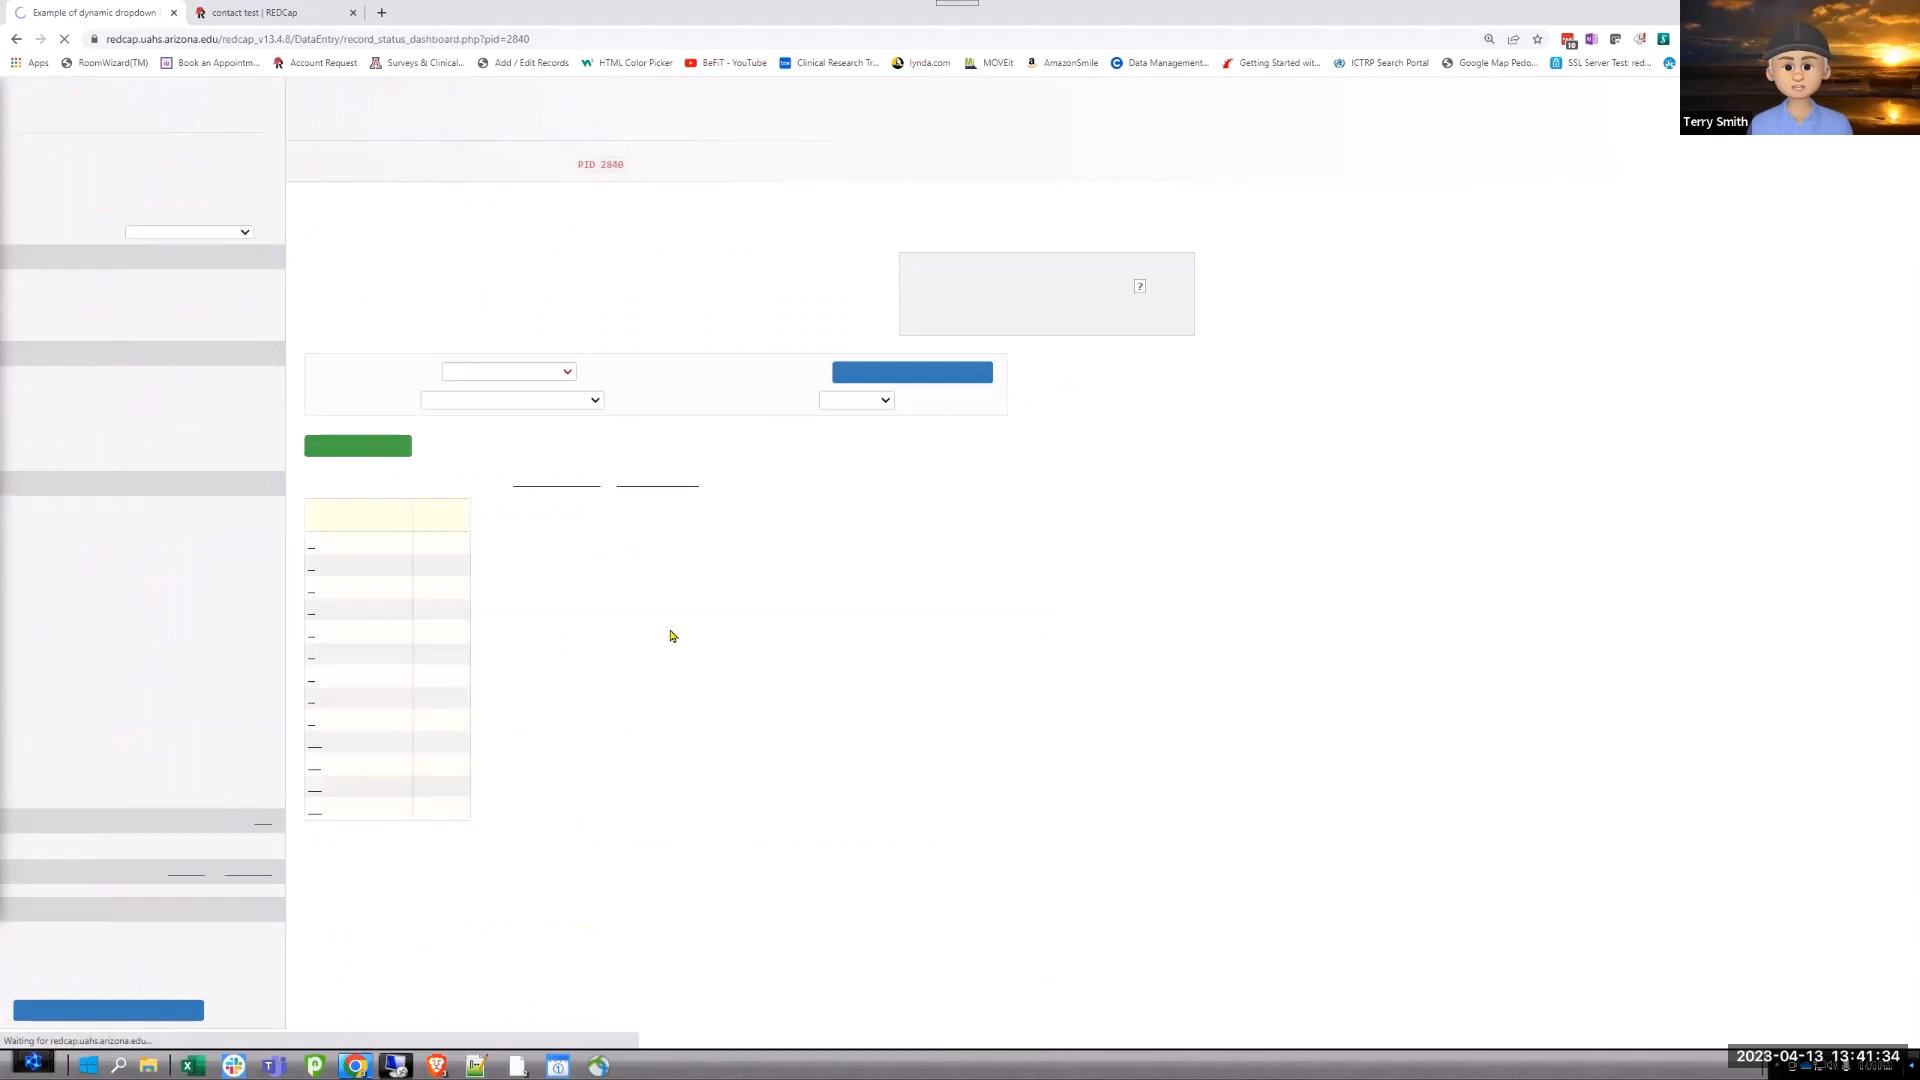 Example of dynamic dropdown
contact test | REDCap
redcap.uahs.arizona.edu/redcap_v13.4.8/DataEntry/record_status_dashboard.php?pid=2840
Apps RoomWizard(TM) Book an Appointm... Account Request Surveys & Clinical... Add / Edit Records HTML Color Picker BeFiT - YouTube Clinical Research Tr... lynda.com MOVEit AmazonSmile Data Management... Getting Started wit... ICTRP Search Portal Google Map Pedo... SSL Server Test: red...
Terry Smith
PID 2840
?
Waiting for redcap.uahs.arizona.edu...
2023-04-13 13:41:34